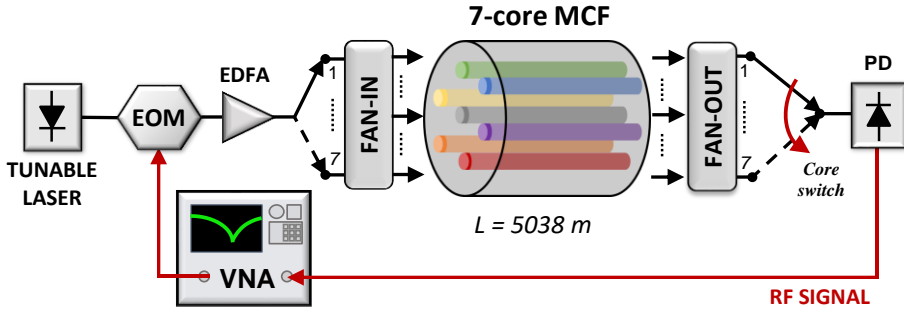 7-core MCF
EDFA
PD
TUNABLE
LASER
EOM
1
7
FAN-IN
FAN-OUT
1
7
Core
switch
L = 5038 m
VNA
RF SIGNAL